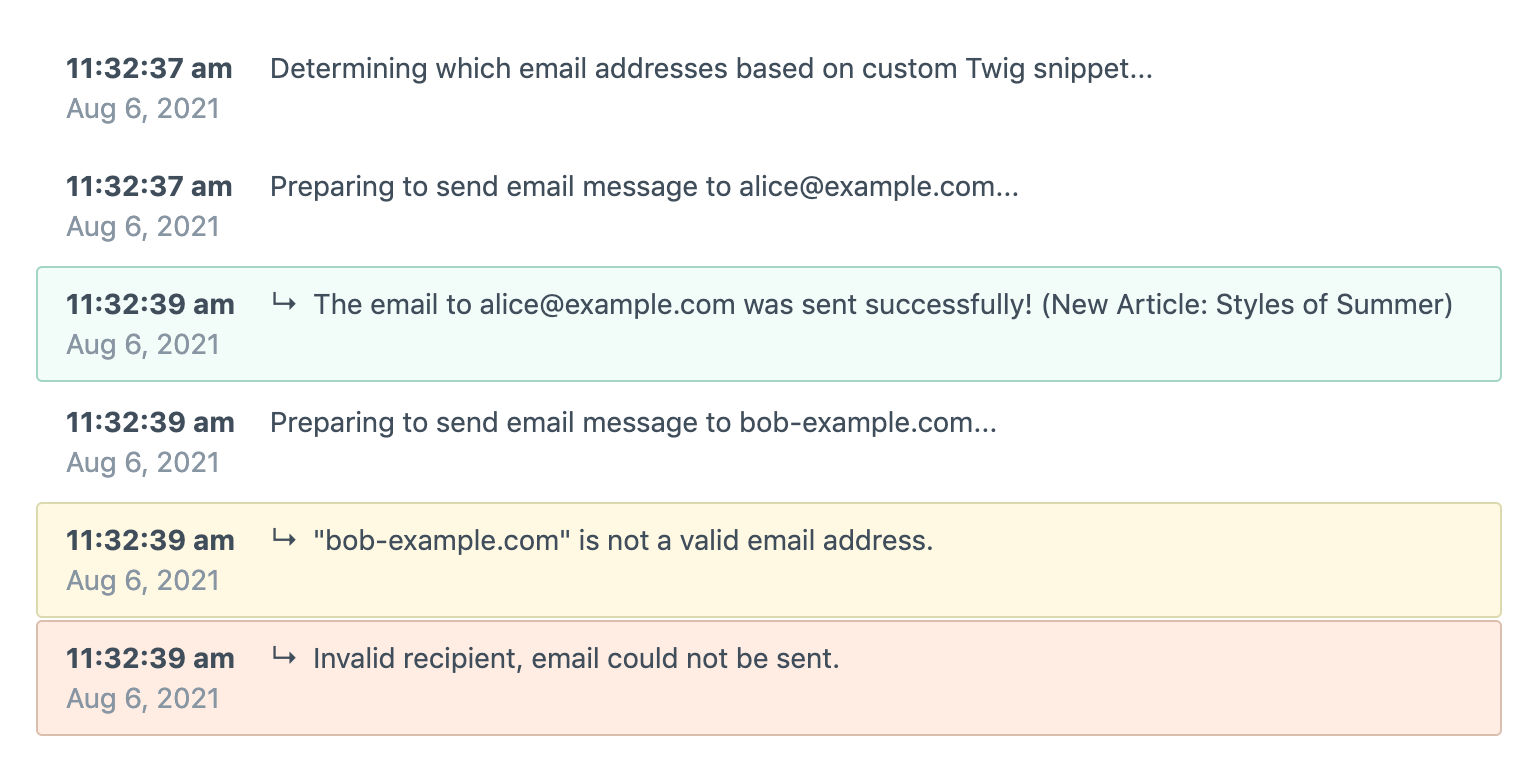 11:32:37 am Determining which email addresses based on custom Twig snippet...
Aug 6, 2021
11:32:37 am Preparing to send email message to alice@example.com...
Aug 6, 2021
11:32:39 am ↳ The email to alice@example.com was sent successfully! (New Article: Styles of Summer)
Aug 6, 2021
11:32:39 am Preparing to send email message to bob-example.com...
Aug 6, 2021
11:32:39 am ↳ "bob-example.com" is not a valid email address.
Aug 6, 2021
11:32:39 am ↳ Invalid recipient, email could not be sent.
Aug 6, 2021